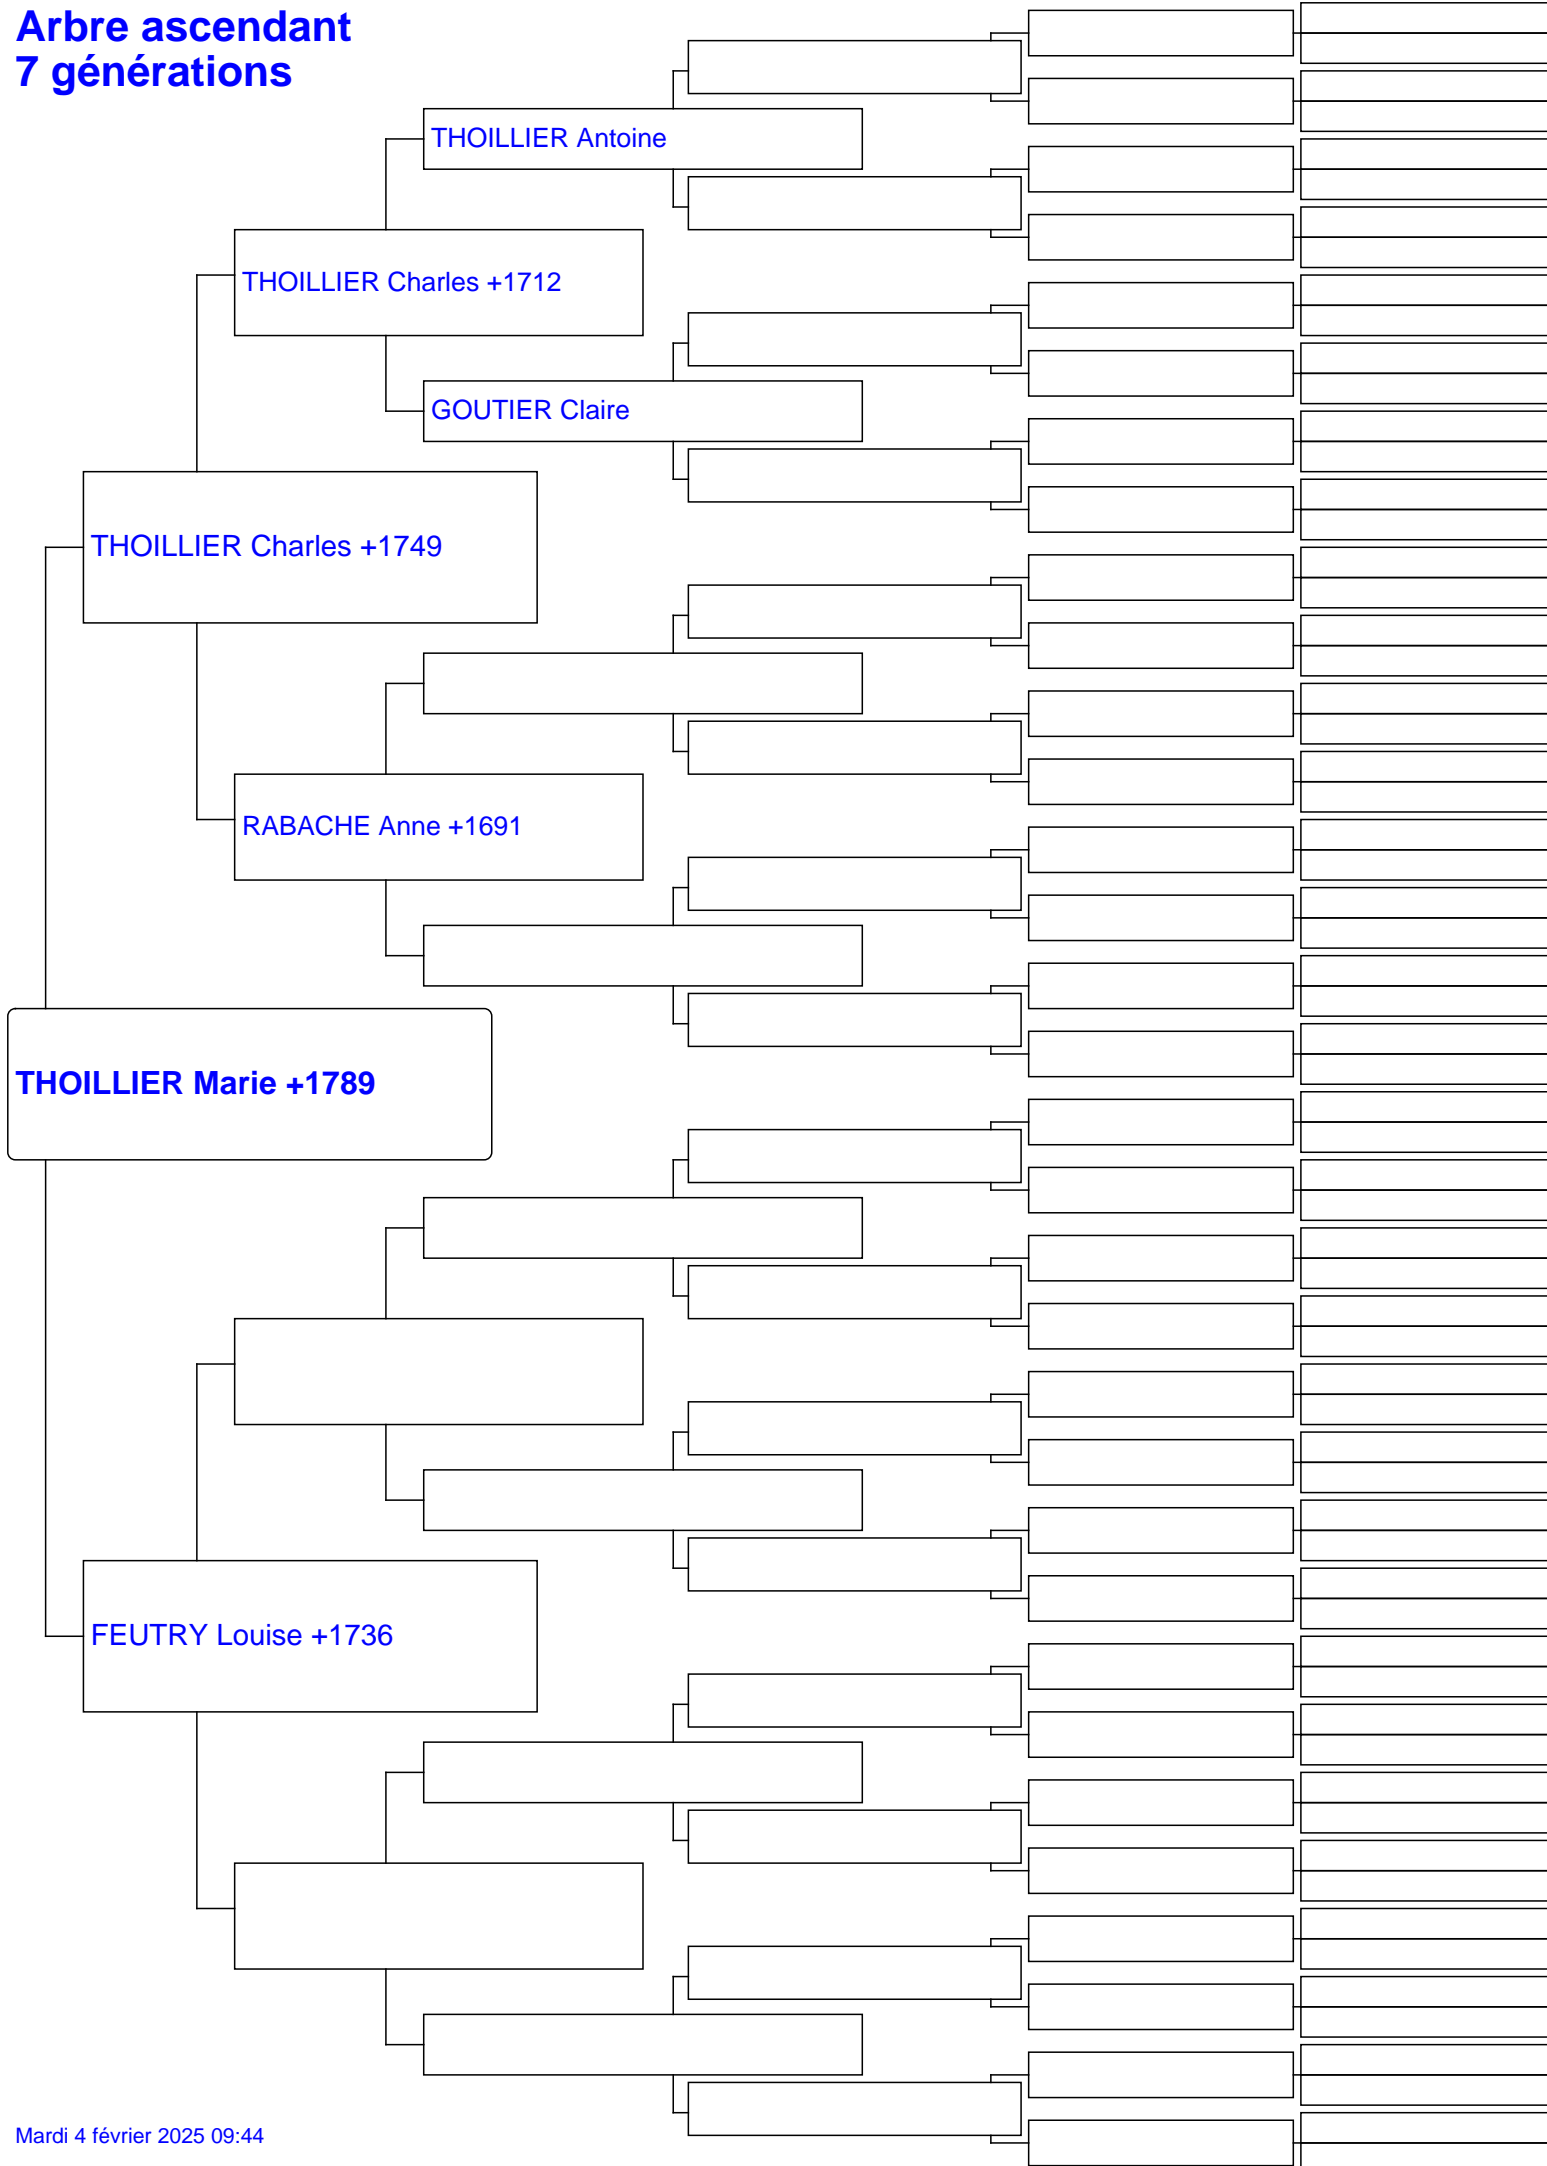 Arbre ascendant
7 générations
THOILLIER Antoine
THOILLIER Charles +1712
GOUTIER Claire
THOILLIER Charles +1749
RABACHE Anne +1691
THOILLIER Marie +1789
FEUTRY Louise +1736
Mardi 4 février 2025 09:44